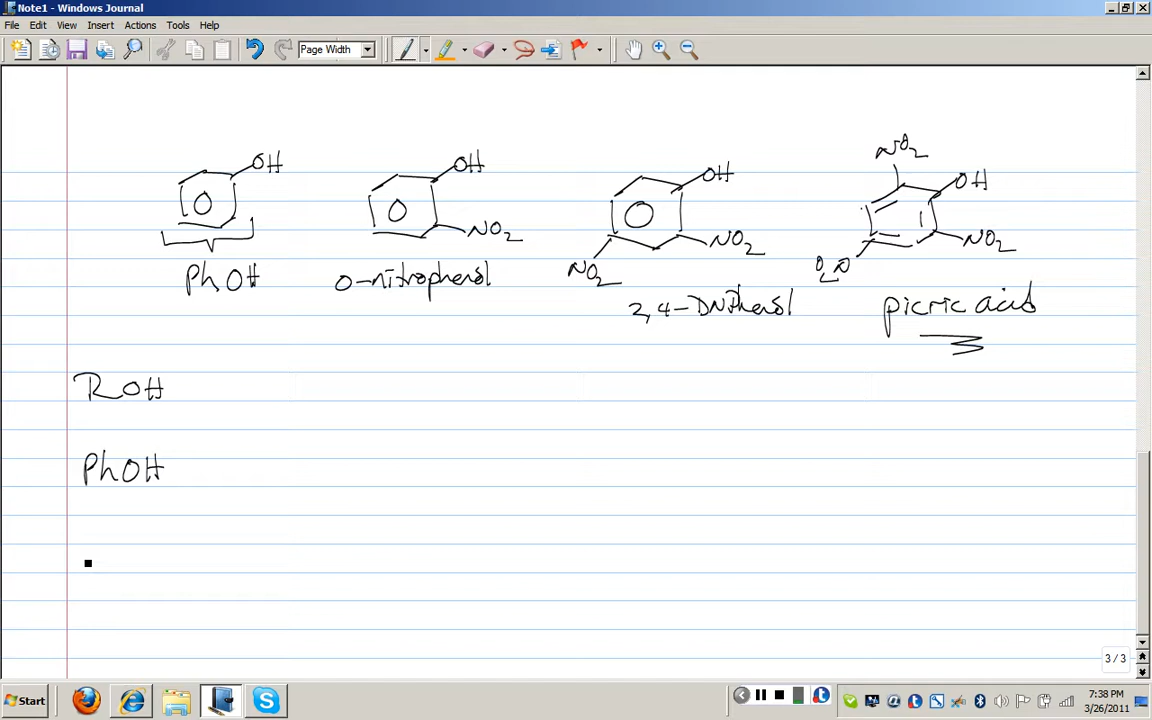 Note1 - Windows Journal
File Edit View Insert Actions Tools Help
Page Width
OH
PhOH
OH
NO2
o-nitrophenol
OH
NO2
NO2
2,4-DNPhenol
NO2
OH
NO2
O2N
picric acid
ROH
PhOH
3 / 3
Start
7:38 PM
3/26/2011